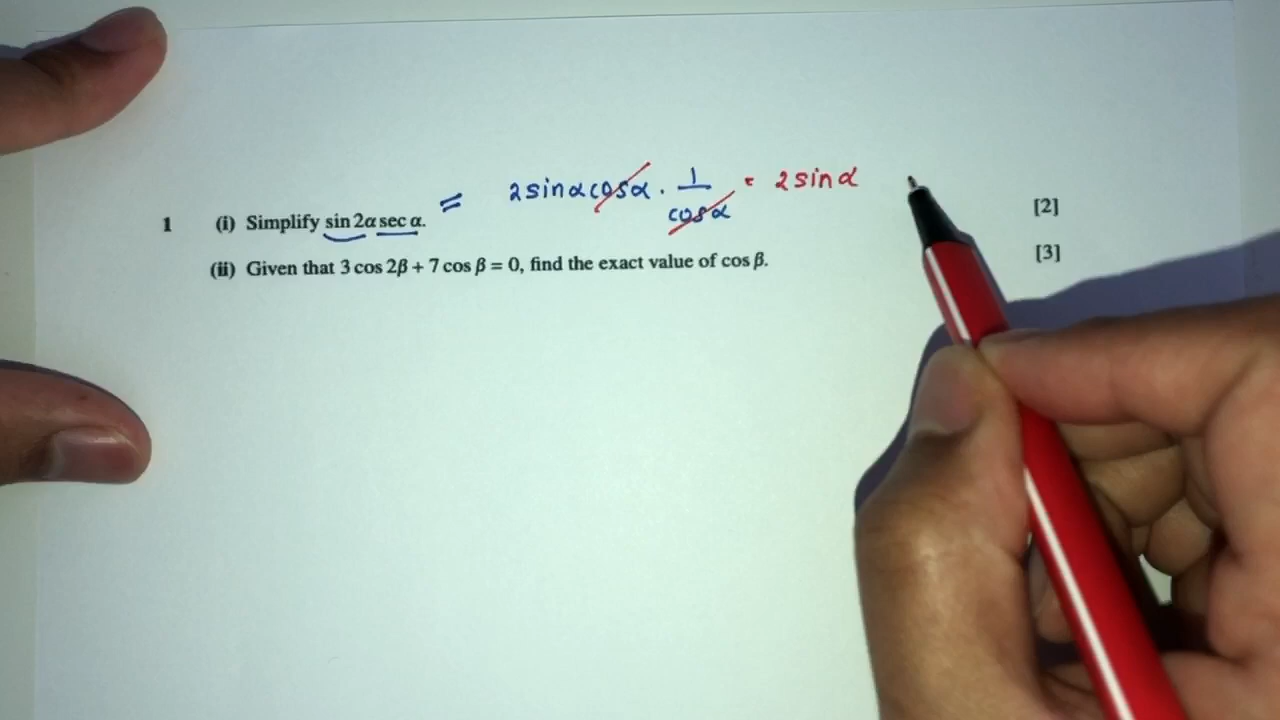 = 2sinαcosα . 1/cosα = 2sinα
1 (i) Simplify sin 2α sec α. [2]
(ii) Given that 3 cos 2β + 7 cos β = 0, find the exact value of cos β. [3]